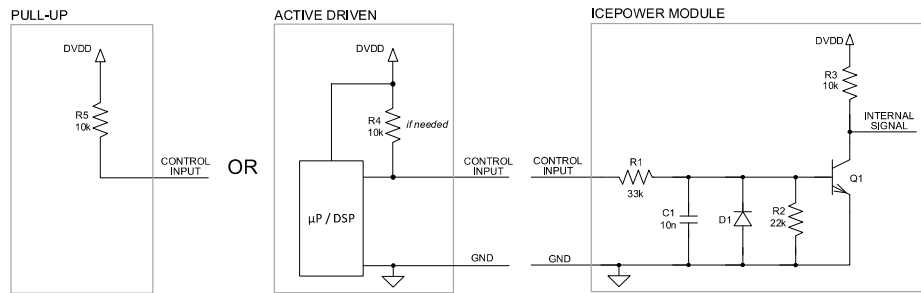 PULL-UP
DVDD
R5
10k
CONTROL
INPUT
OR
ACTIVE DRIVEN
DVDD
R4
10k
if needed
µP / DSP
CONTROL
INPUT
GND
ICEPOWER MODULE
DVDD
R3
10k
INTERNAL
SIGNAL
CONTROL
INPUT
R1
33k
Q1
C1
10n
D1
R2
22k
GND